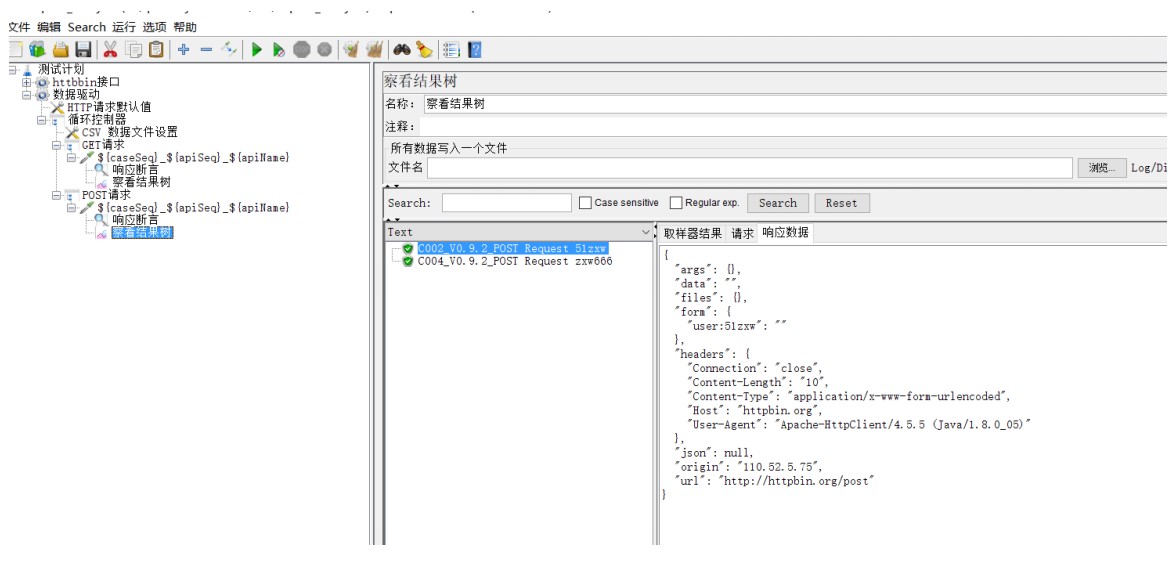 文件 编辑 Search 运行 选项 帮助
测试计划
httbbin接口
数据驱动
HTTP请求默认值
循环控制器
CSV 数据文件设置
GET请求
${caseSeq}_${apiSeq}_${apiName}
响应断言
察看结果树
POST请求
${caseSeq}_${apiSeq}_${apiName}
响应断言
察看结果树
察看结果树
名称： 察看结果树
注释：
所有数据写入一个文件
文件名 浏览... Log/Di
Search: Case sensitive Regular exp. Search Reset
Text
C002_V0.9.2_POST Request 51zxw
C004_V0.9.2_POST Request zxw666
取样器结果 请求 响应数据
{
"args": {},
"data": "",
"files": {},
"form": {
"user:51zxw": ""
},
"headers": {
"Connection": "close",
"Content-Length": "10",
"Content-Type": "application/x-www-form-urlencoded",
"Host": "httpbin.org",
"User-Agent": "Apache-HttpClient/4.5.5 (Java/1.8.0_05)"
},
"json": null,
"origin": "110.52.5.75",
"url": "http://httpbin.org/post"
}